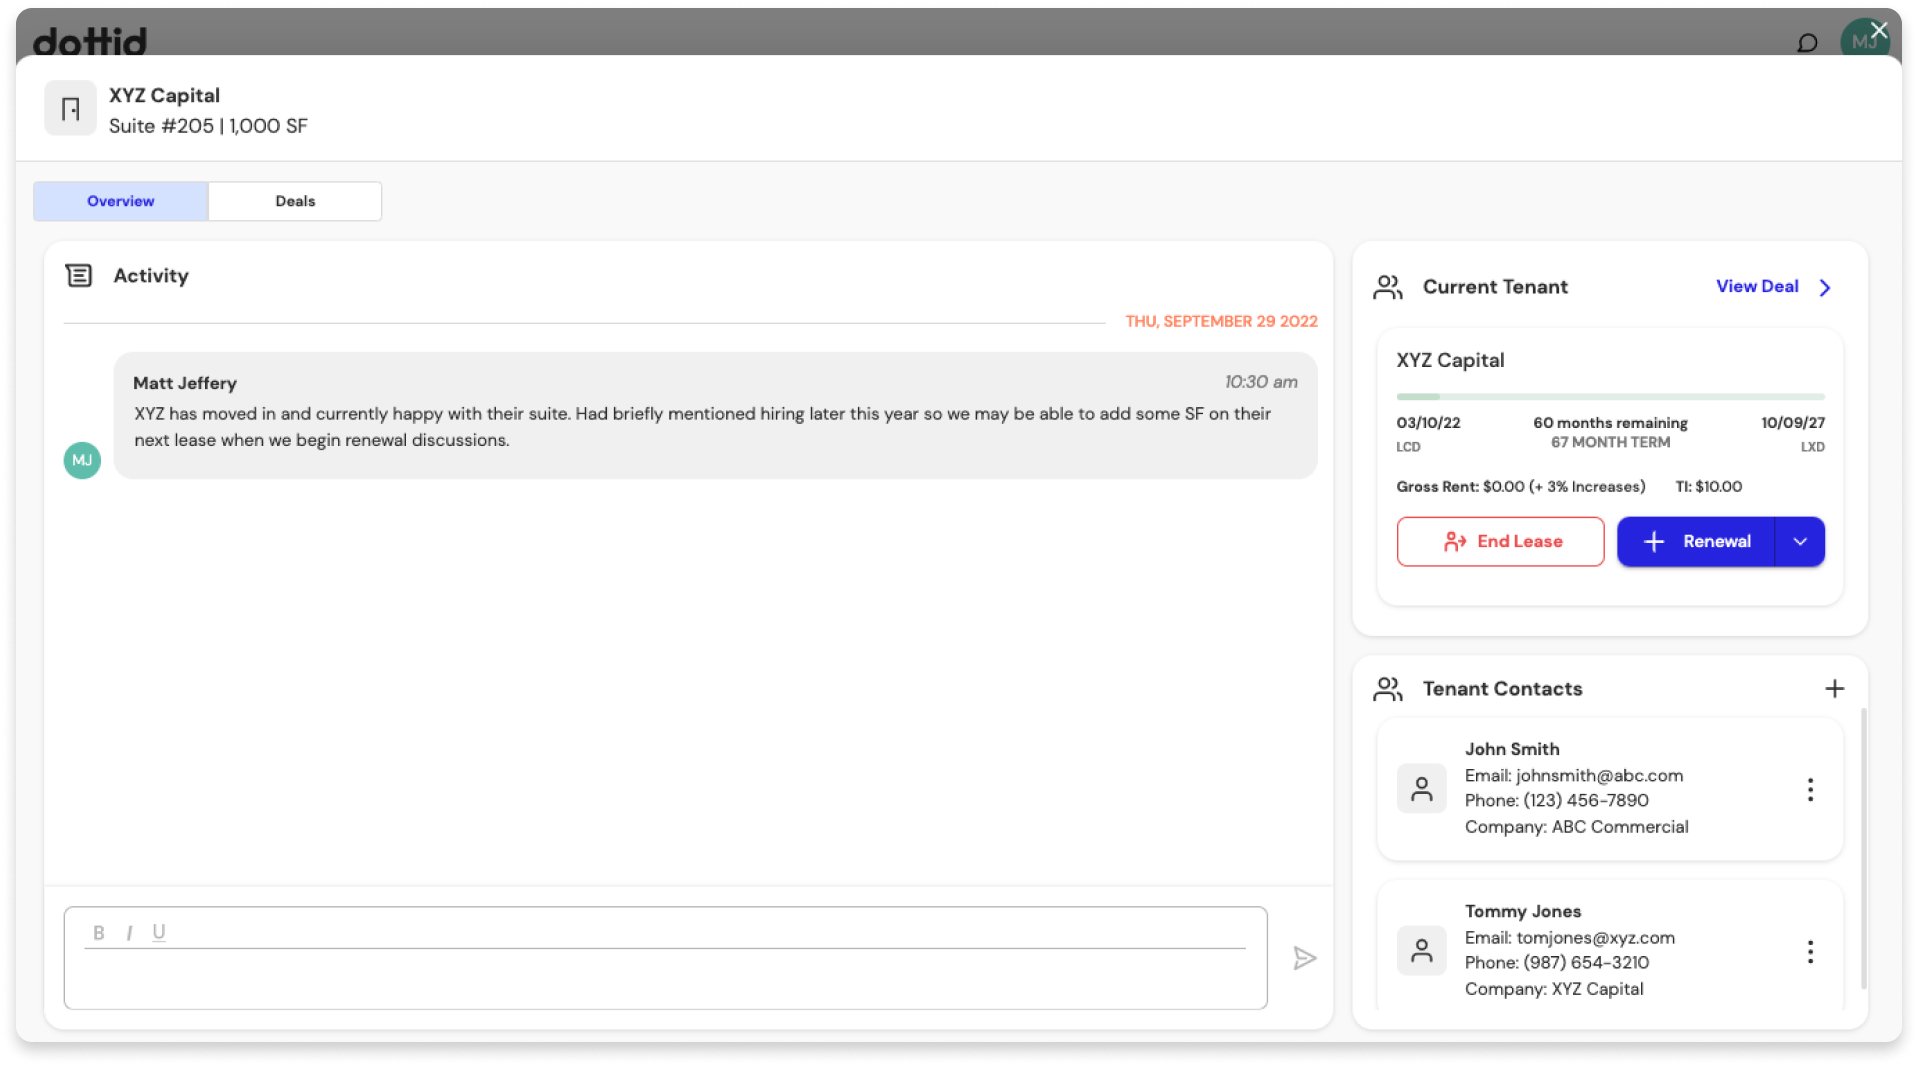 dottid
MJ
XYZ Capital
Suite #205 | 1,000 SF
Overview
Deals
Activity
THU, SEPTEMBER 29 2022
Matt Jeffery
10:30 am
XYZ has moved in and currently happy with their suite. Had briefly mentioned hiring later this year so we may be able to add some SF on their
next lease when we begin renewal discussions.
MJ
B I U
Current Tenant
View Deal
XYZ Capital
03/10/22
60 months remaining
10/09/27
LCD
67 MONTH TERM
LXD
Gross Rent: $0.00 (+ 3% Increases)
TI: $10.00
End Lease
Renewal
Tenant Contacts
John Smith
Email: johnsmith@abc.com
Phone: (123) 456-7890
Company: ABC Commercial
Tommy Jones
Email: tomjones@xyz.com
Phone: (987) 654-3210
Company: XYZ Capital